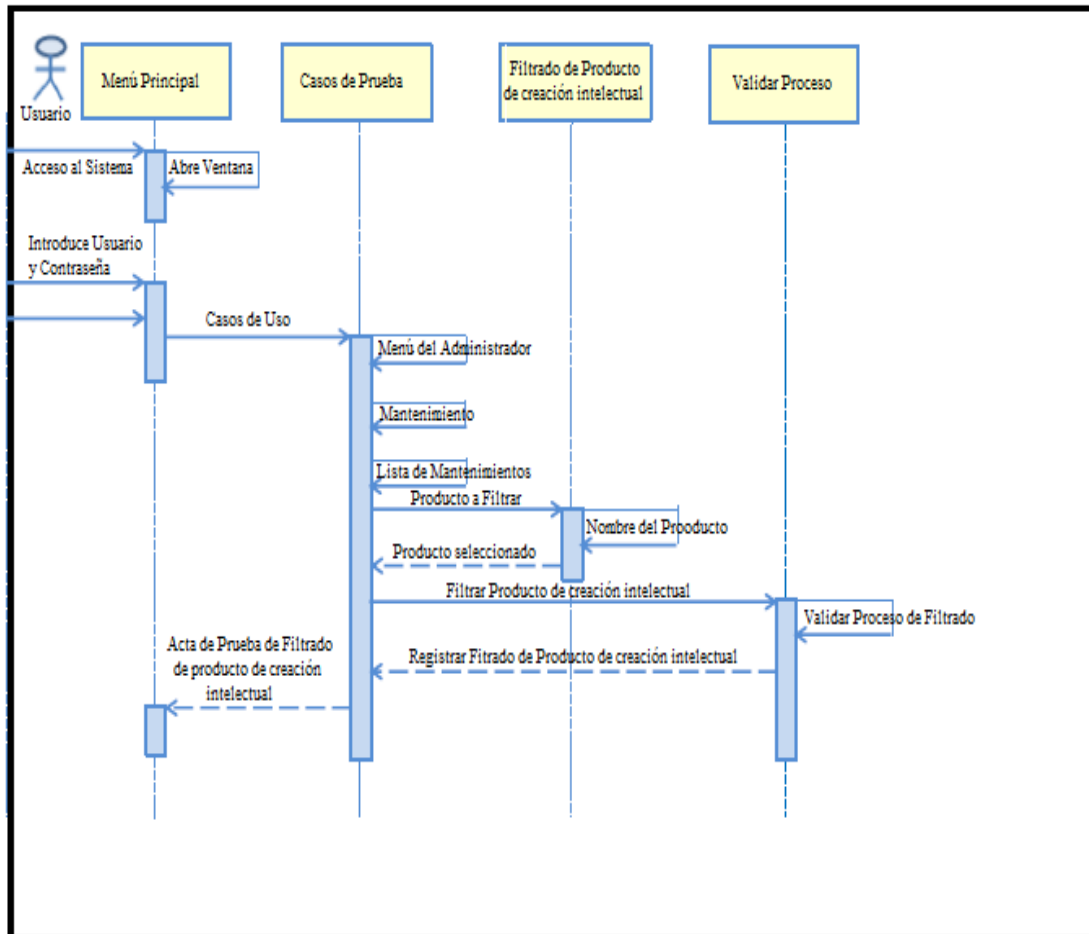 Usuario
Menú Principal
Casos de Prueba
Filtrado de Producto
de creación intelectual
Validar Proceso
Acceso al Sistema
Abre Ventana
Introduce Usuario
y Contraseña
Casos de Uso
Menú del Administrador
Mantenimiento
Lista de Mantenimientos
Producto a Filtrar
Nombre del Prooducto
Producto seleccionado
Filtrar Producto de creación intelectual
Validar Proceso de Filtrado
Registrar Fitrado de Producto de creación intelectual
Acta de Prueba de Filtrado
de producto de creación
intelectual